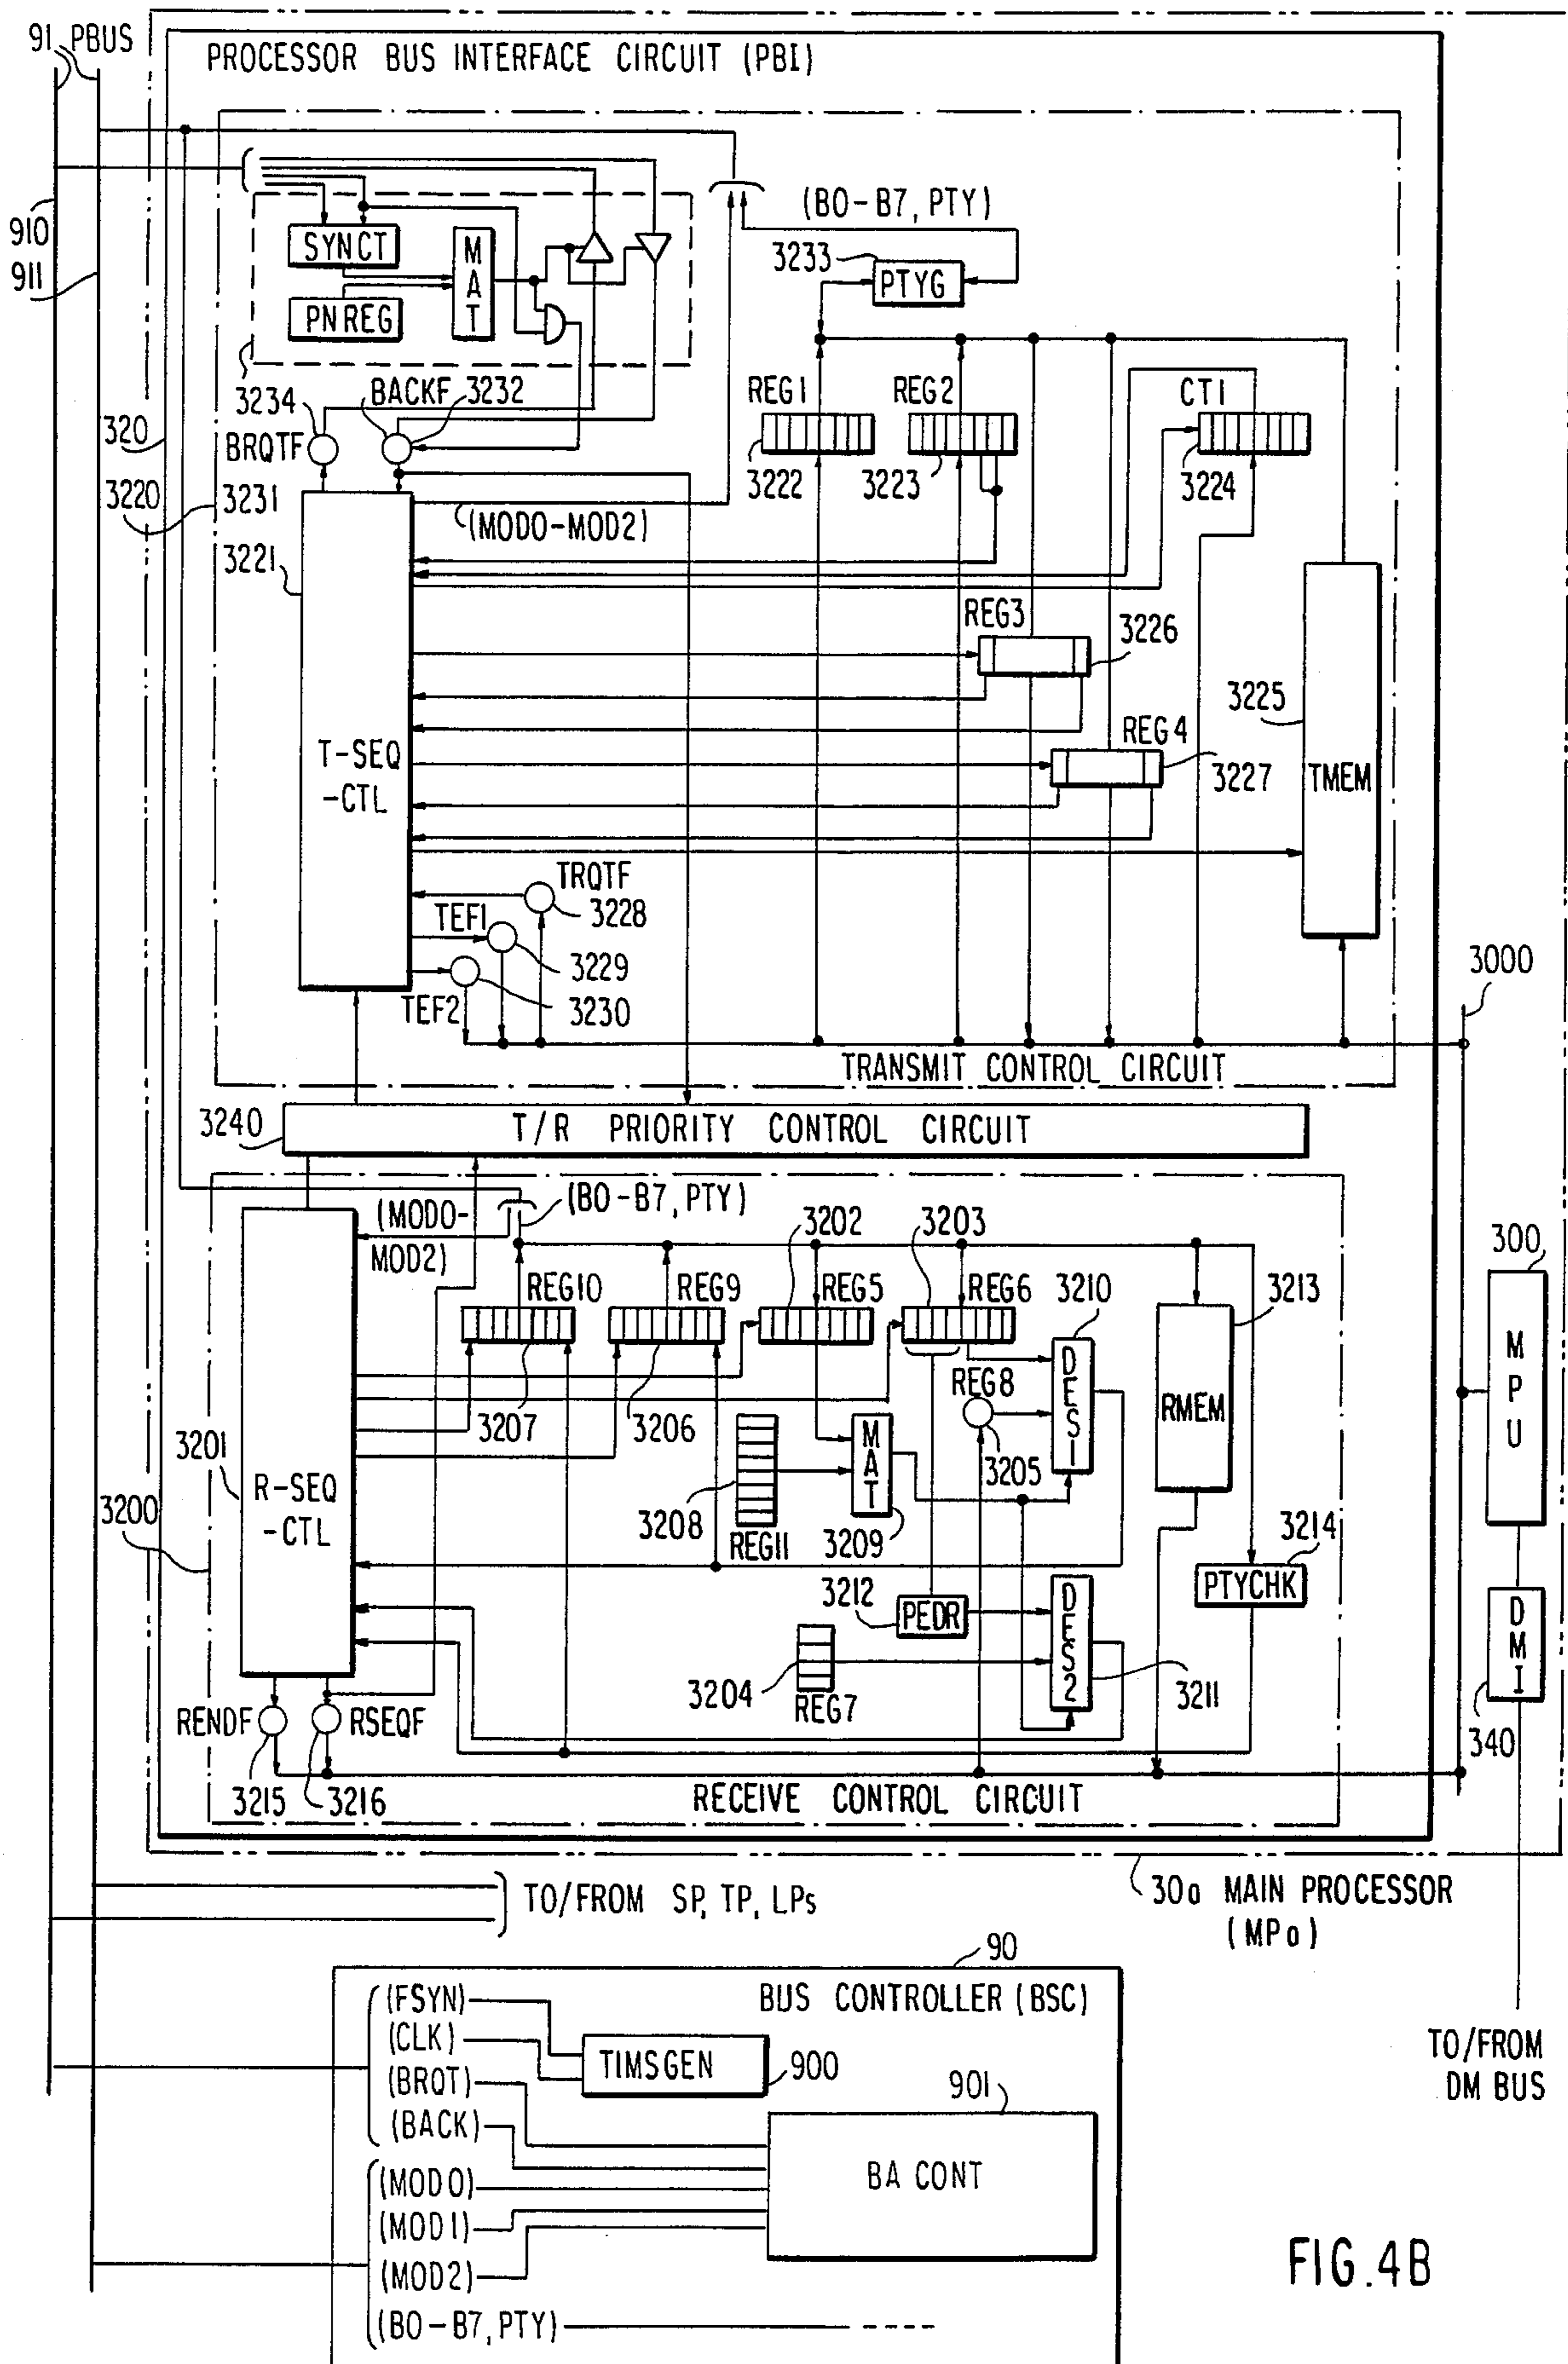 91 PBUS
PROCESSOR BUS INTERFACE CIRCUIT (PBI)
910
911
(B0-B7, PTY)
SYNCT
MAT
3233
PTYG
PNREG
3234
BACKF
3232
REG1
REG2
CT1
320
BRQTF
3222
3223
3224
3220
3231
(MOD0-MOD2)
3221
REG3
3226
3225
REG4
T-SEQ
-CTL
3227
TMEM
TRQTF
3228
TEF1
3229
3000
TEF2
3230
TRANSMIT CONTROL CIRCUIT
3240
T/R PRIORITY CONTROL CIRCUIT
(MOD0-
MOD2)
(B0-B7, PTY)
3202
3203
300
REG10
REG9
REG5
REG6
3210
3213
MPU
3207
3206
REG8
DES1
RMEM
3201
R-SEQ
-CTL
MAT
3205
3200
3208
REG11
3209
3214
PTYCHK
3212
PEDR
DES2
DMI
3204
REG7
3211
RENDF
RSEQF
340
3215
3216
RECEIVE CONTROL CIRCUIT
TO/FROM SP, TP, LPs
30a MAIN PROCESSOR
(MPa)
90
BUS CONTROLLER (BSC)
(FSYN)
(CLK)
TIMSGEN
900
(BRQT)
901
(BACK)
BA CONT
(MOD0)
(MOD1)
(MOD2)
(B0-B7, PTY)
TO/FROM
DM BUS
FIG.4B